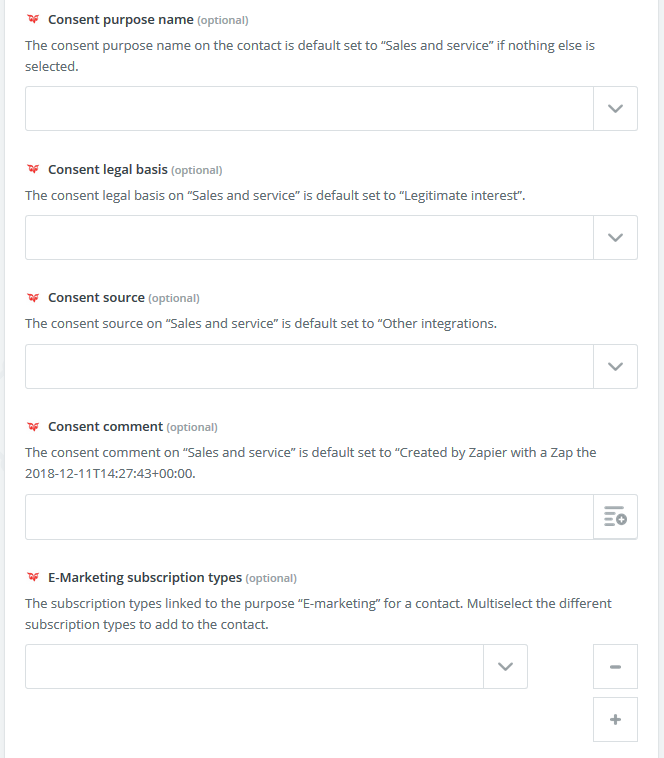 Consent purpose name (optional)
The consent purpose name on the contact is default set to “Sales and service” if nothing else is
selected.
Consent legal basis (optional)
The consent legal basis on “Sales and service” is default set to “Legitimate interest”.
Consent source (optional)
The consent source on “Sales and service” is default set to “Other integrations.
Consent comment (optional)
The consent comment on “Sales and service” is default set to “Created by Zapier with a Zap the
2018-12-11T14:27:43+00:00.
E-Marketing subscription types (optional)
The subscription types linked to the purpose “E-marketing” for a contact. Multiselect the different
subscription types to add to the contact.